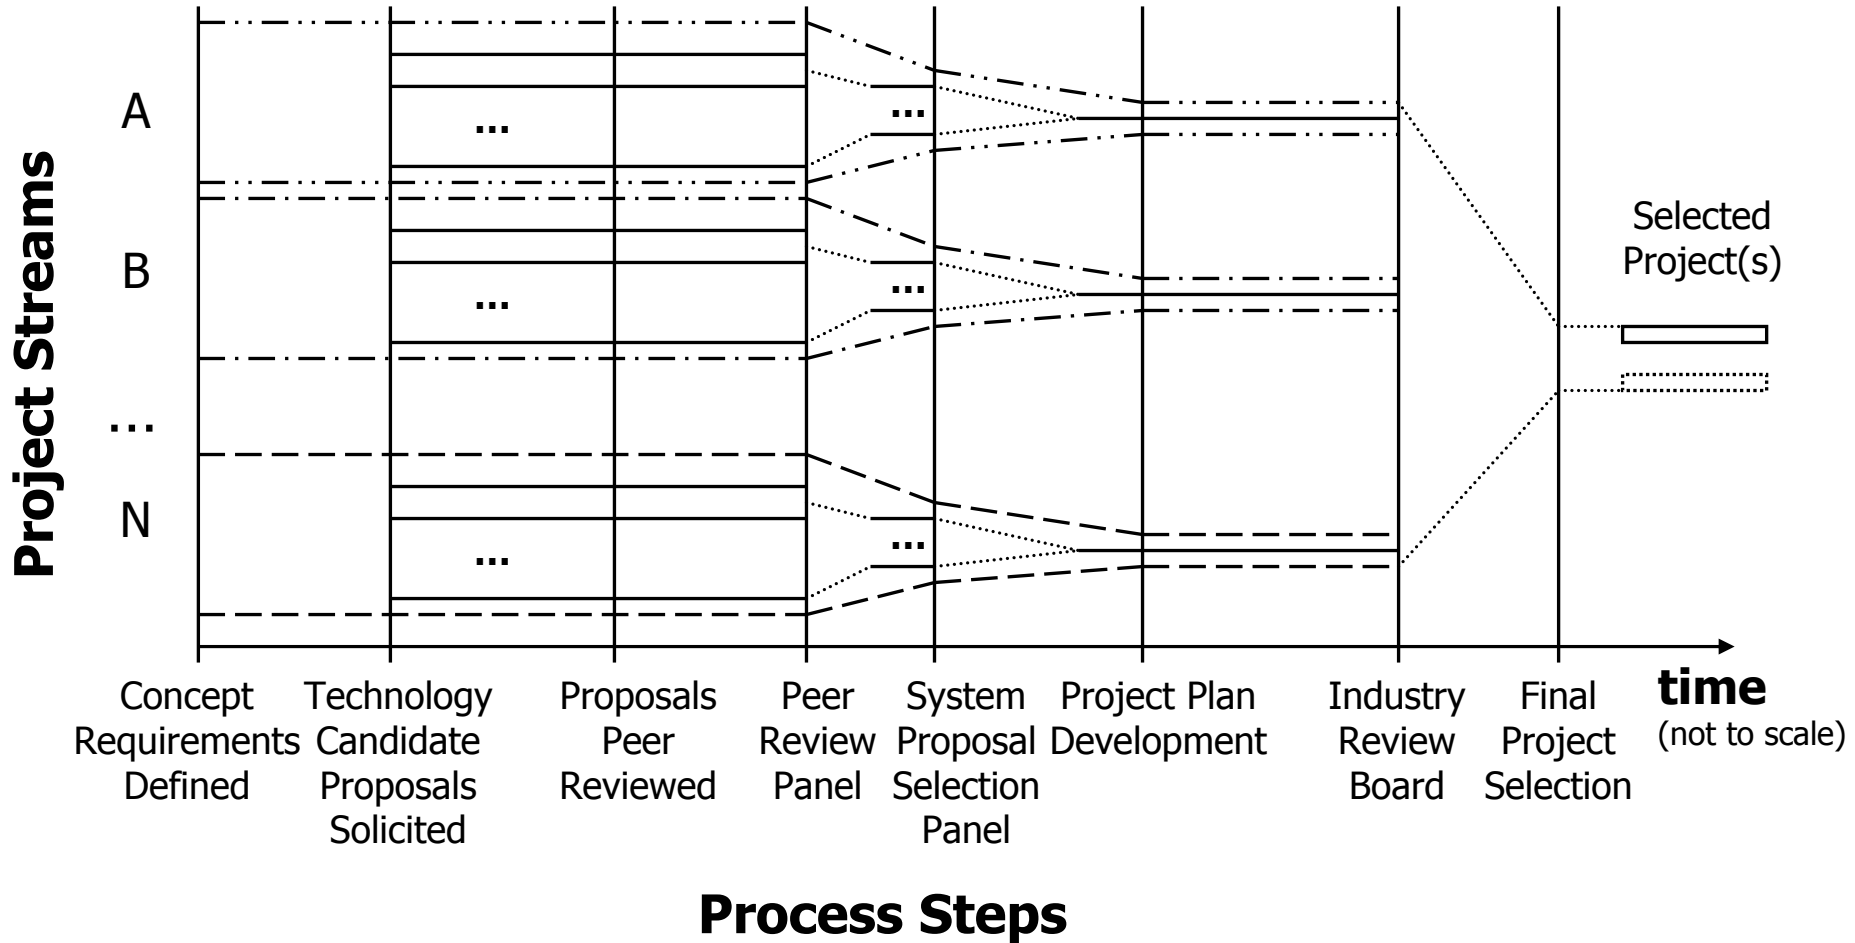 Project Streams
A
...
...
B
...
...
...
N
...
...
Selected
Project(s)
Concept
Requirements
Defined
Technology
Candidate
Proposals
Solicited
Proposals
Peer
Reviewed
Peer
Review
Panel
System
Proposal
Selection
Panel
Project Plan
Development
Industry
Review
Board
Final
Project
Selection
time
(not to scale)
Process Steps